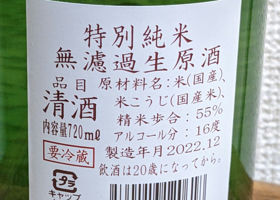 特別純米
無濾過生原酒
品目 原材料名:米(国産)、
清酒 米こうじ(国産米)
精米歩合: 55%
内容量720mℓ アルコール分: 16度
要冷蔵 製造年月2022.12
飲酒は20歳になってから。
プラ
キャップ